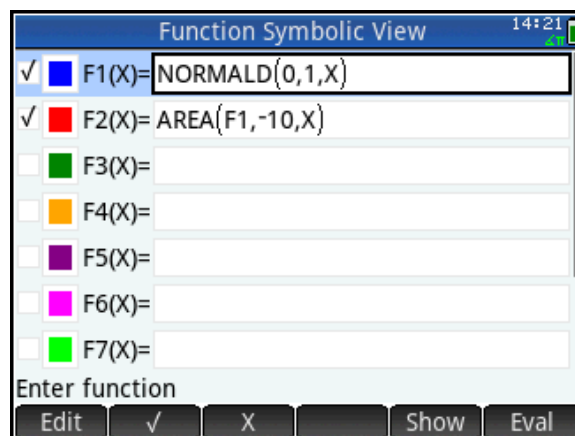 Function Symbolic View 14:21
∡π
√ F1(X)= NORMALD(0,1,X)
√ F2(X)= AREA(F1,-10,X)
F3(X)=
F4(X)=
F5(X)=
F6(X)=
F7(X)=
Enter function
Edit √ X Show Eval